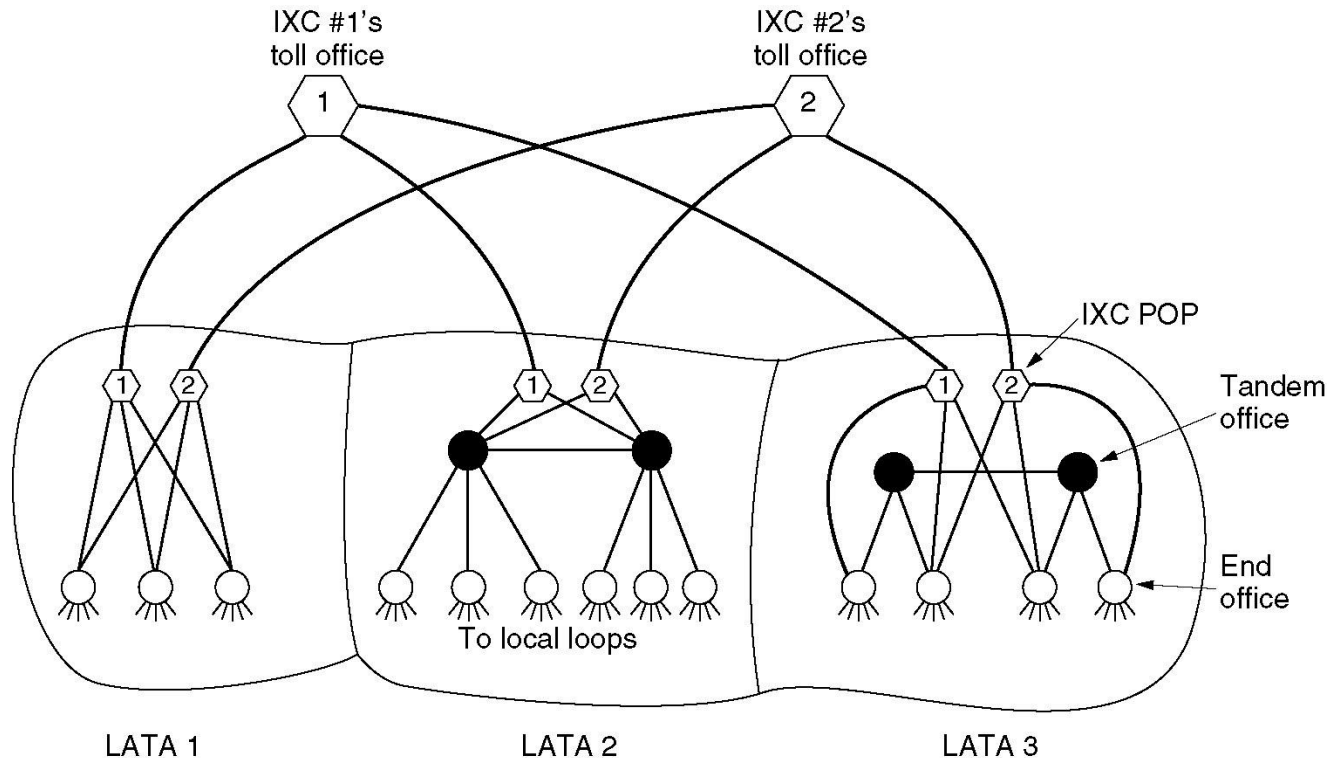 IXC #1's
toll office
IXC #2's
toll office
1
2
IXC POP
1
2
1
2
1
2
Tandem
office
End
office
To local loops
LATA 1
LATA 2
LATA 3